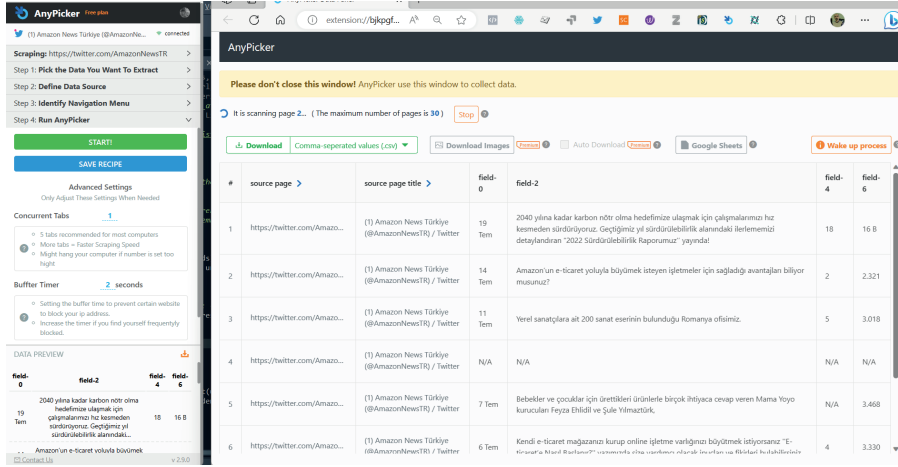 AnyPicker Free plan
(1) Amazon News Türkiye (@AmazonNe... connected
Scraping: https://twitter.com/AmazonNewsTR
Step 1: Pick the Data You Want To Extract
Step 2: Define Data Source
Step 3: Identify Navigation Menu
Step 4: Run AnyPicker
START!
SAVE RECIPE
Advanced Settings
Only Adjust These Settings When Needed
Concurrent Tabs 1
5 tabs recommended for most computers
More tabs = Faster Scraping Speed
Might hang your computer if number is set too
hight
Buffter Timer 2 seconds
Setting the buffer time to prevent certain website
to block your ip address.
Increase the timer if you find yourself frequentyly
blocked.
DATA PREVIEW
field-0 field-2 field-4 field-6
19 Tem
2040 yılına kadar karbon nötr olma
hedefimize ulaşmak için
çalışmalarımızı hız kesmeden
sürdürüyoruz. Geçtiğimiz yıl
sürdürülebilirlik alanındaki...
18 16 B
Amazon'un e-ticaret yoluyla büyümek
Contact Us v 2.9.0
extension://bjkpgf...
AnyPicker
Please don't close this window! AnyPicker use this window to collect data.
It is scanning page 2... ( The maximum number of pages is 30 ) Stop
Download Comma-seperated values (.csv) Download Images Premium Auto Download Premium Google Sheets Wake up process
# source page source page title field-0 field-2 field-4 field-6
1 https://twitter.com/Amazo... (1) Amazon News Türkiye (@AmazonNewsTR) / Twitter 19 Tem
2040 yılına kadar karbon nötr olma hedefimize ulaşmak için çalışmalarımızı hız
kesmeden sürdürüyoruz. Geçtiğimiz yıl sürdürülebilirlik alanındaki ilerlememizi
detaylandıran "2022 Sürdürülebilirlik Raporumuz" yayında!
18 16 B
2 https://twitter.com/Amazo... (1) Amazon News Türkiye (@AmazonNewsTR) / Twitter 14 Tem
Amazon'un e-ticaret yoluyla büyümek isteyen işletmeler için sağladığı avantajları biliyor
musunuz?
2 2.321
3 https://twitter.com/Amazo... (1) Amazon News Türkiye (@AmazonNewsTR) / Twitter 11 Tem
Yerel sanatçılara ait 200 sanat eserinin bulunduğu Romanya ofisimiz.
5 3.018
4 https://twitter.com/Amazo... (1) Amazon News Türkiye (@AmazonNewsTR) / Twitter N/A N/A N/A N/A
5 https://twitter.com/Amazo... (1) Amazon News Türkiye (@AmazonNewsTR) / Twitter 7 Tem
Bebekler ve çocuklar için ürettikleri ürünlerle birçok ihtiyaca cevap veren Mama Yoyo
kurucuları Feyza Ehlidil ve Şule Yılmaztürk,
N/A 3.468
6 https://twitter.com/Amazo... (1) Amazon News Türkiye (@AmazonNewsTR) / Twitter 6 Tem
Kendi e-ticaret mağazanızı kurup online işletme varlığınızı büyütmek istiyorsanız "E-
4 3.330